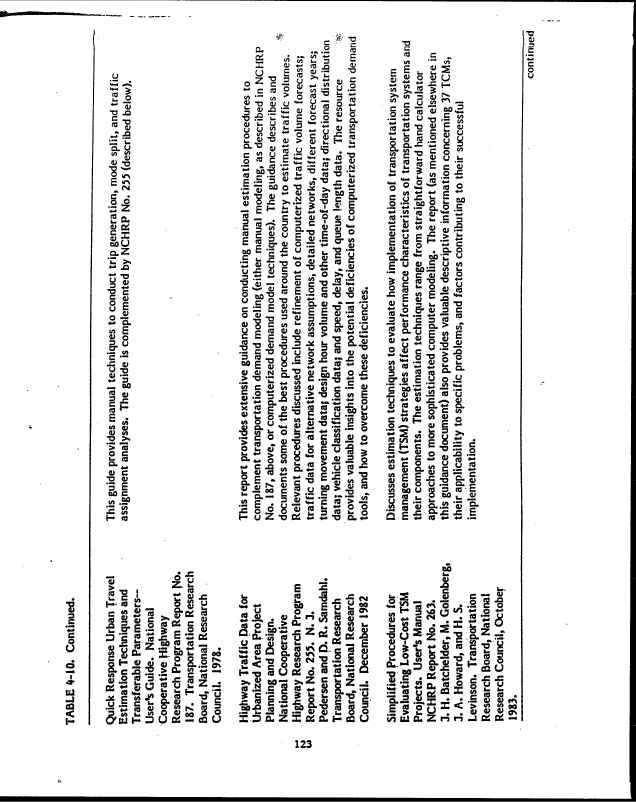 TABLE 4-10. Continued.
Quick Response Urban Travel
Estimation Techniques and
Transferable Parameters--
User's Guide. National
Cooperative Highway
Research Program Report No.
187. Transportation Research
Board, National Research
Council. 1978.
This guide provides manual techniques to conduct trip generation, mode split, and traffic
assignment analyses. The guide is complemented by NCHRP No. 255 (described below).
Highway Traffic Data for
Urbanized Area Project
Planning and Design.
National Cooperative
Highway Research Program
Report No. 255. N. J.
Pedersen and D. R. Samdahl.
Transportation Research
Board, National Research
Council. December 1982
This report provides extensive guidance on conducting manual estimation procedures to
complement transportation demand modeling (either manual modeling, as described in NCHRP
No. 187, above, or computerized demand model techniques). The guidance describes and
documents some of the best procedures used around the country to estimate traffic volumes.
Relevant procedures discussed include refinement of computerized traffic volume forecasts;
traffic data for alternative network assumptions, detailed networks, different forecast years;
turning movement data; design hour volume and other time-of-day data; directional distribution
data; vehicle classification data; and speed, delay, and queue length data. The resource
provides valuable insights into the potential deficiencies of computerized transportation demand
tools, and how to overcome these deficiencies.
Simplified Procedures for
Evaluating Low-Cost TSM
Projects. User's Manual
NCHRP Report No. 263.
J. H. Batchelder, M. Golenberg,
J. A. Howard, and H. S.
Levinson. Transportation
Research Board, National
Research Council, October
1983.
Discusses estimation techniques to evaluate how implementation of transportation system
management (TSM) strategies affect performance characteristics of transportation systems and
their components. The estimation techniques range from straightforward hand calculator
approaches to more sophisticated computer modeling. The report (as mentioned elsewhere in
this guidance document) also provides valuable descriptive information concerning 37 TCMs,
their applicability to specific problems, and factors contributing to their successful
implementation.
continued
123